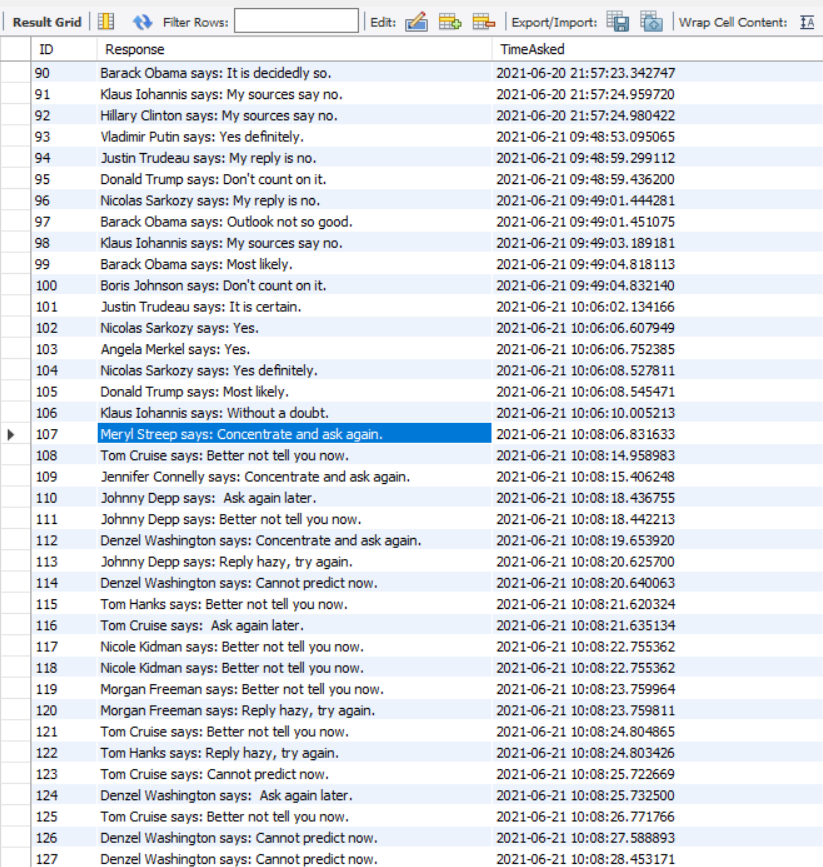 Result Grid Filter Rows: Edit: Export/Import: Wrap Cell Content: IA
ID Response TimeAsked
90 Barack Obama says: It is decidedly so. 2021-06-20 21:57:23.342747
91 Klaus Iohannis says: My sources say no. 2021-06-20 21:57:24.959720
92 Hillary Clinton says: My sources say no. 2021-06-20 21:57:24.980422
93 Vladimir Putin says: Yes definitely. 2021-06-21 09:48:53.095065
94 Justin Trudeau says: My reply is no. 2021-06-21 09:48:59.299112
95 Donald Trump says: Don't count on it. 2021-06-21 09:48:59.436200
96 Nicolas Sarkozy says: My reply is no. 2021-06-21 09:49:01.444281
97 Barack Obama says: Outlook not so good. 2021-06-21 09:49:01.451075
98 Klaus Iohannis says: My sources say no. 2021-06-21 09:49:03.189181
99 Barack Obama says: Most likely. 2021-06-21 09:49:04.818113
100 Boris Johnson says: Don't count on it. 2021-06-21 09:49:04.832140
101 Justin Trudeau says: It is certain. 2021-06-21 10:06:02.134166
102 Nicolas Sarkozy says: Yes. 2021-06-21 10:06:06.607949
103 Angela Merkel says: Yes. 2021-06-21 10:06:06.752385
104 Nicolas Sarkozy says: Yes definitely. 2021-06-21 10:06:08.527811
105 Donald Trump says: Most likely. 2021-06-21 10:06:08.545471
106 Klaus Iohannis says: Without a doubt. 2021-06-21 10:06:10.005213
107 Meryl Streep says: Concentrate and ask again. 2021-06-21 10:08:06.831633
108 Tom Cruise says: Better not tell you now. 2021-06-21 10:08:14.958983
109 Jennifer Connelly says: Concentrate and ask again. 2021-06-21 10:08:15.406248
110 Johnny Depp says:  Ask again later. 2021-06-21 10:08:18.436755
111 Johnny Depp says: Better not tell you now. 2021-06-21 10:08:18.442213
112 Denzel Washington says: Concentrate and ask again. 2021-06-21 10:08:19.653920
113 Johnny Depp says: Reply hazy, try again. 2021-06-21 10:08:20.625700
114 Denzel Washington says: Cannot predict now. 2021-06-21 10:08:20.640063
115 Tom Hanks says: Better not tell you now. 2021-06-21 10:08:21.620324
116 Tom Cruise says:  Ask again later. 2021-06-21 10:08:21.635134
117 Nicole Kidman says: Better not tell you now. 2021-06-21 10:08:22.755362
118 Nicole Kidman says: Better not tell you now. 2021-06-21 10:08:22.755362
119 Morgan Freeman says: Better not tell you now. 2021-06-21 10:08:23.759964
120 Morgan Freeman says: Reply hazy, try again. 2021-06-21 10:08:23.759811
121 Tom Cruise says: Better not tell you now. 2021-06-21 10:08:24.804865
122 Tom Hanks says: Reply hazy, try again. 2021-06-21 10:08:24.803426
123 Tom Cruise says: Cannot predict now. 2021-06-21 10:08:25.722669
124 Denzel Washington says:  Ask again later. 2021-06-21 10:08:25.732500
125 Tom Cruise says: Better not tell you now. 2021-06-21 10:08:26.771766
126 Denzel Washington says: Cannot predict now. 2021-06-21 10:08:27.588893
127 Denzel Washington says: Cannot predict now. 2021-06-21 10:08:28.453171